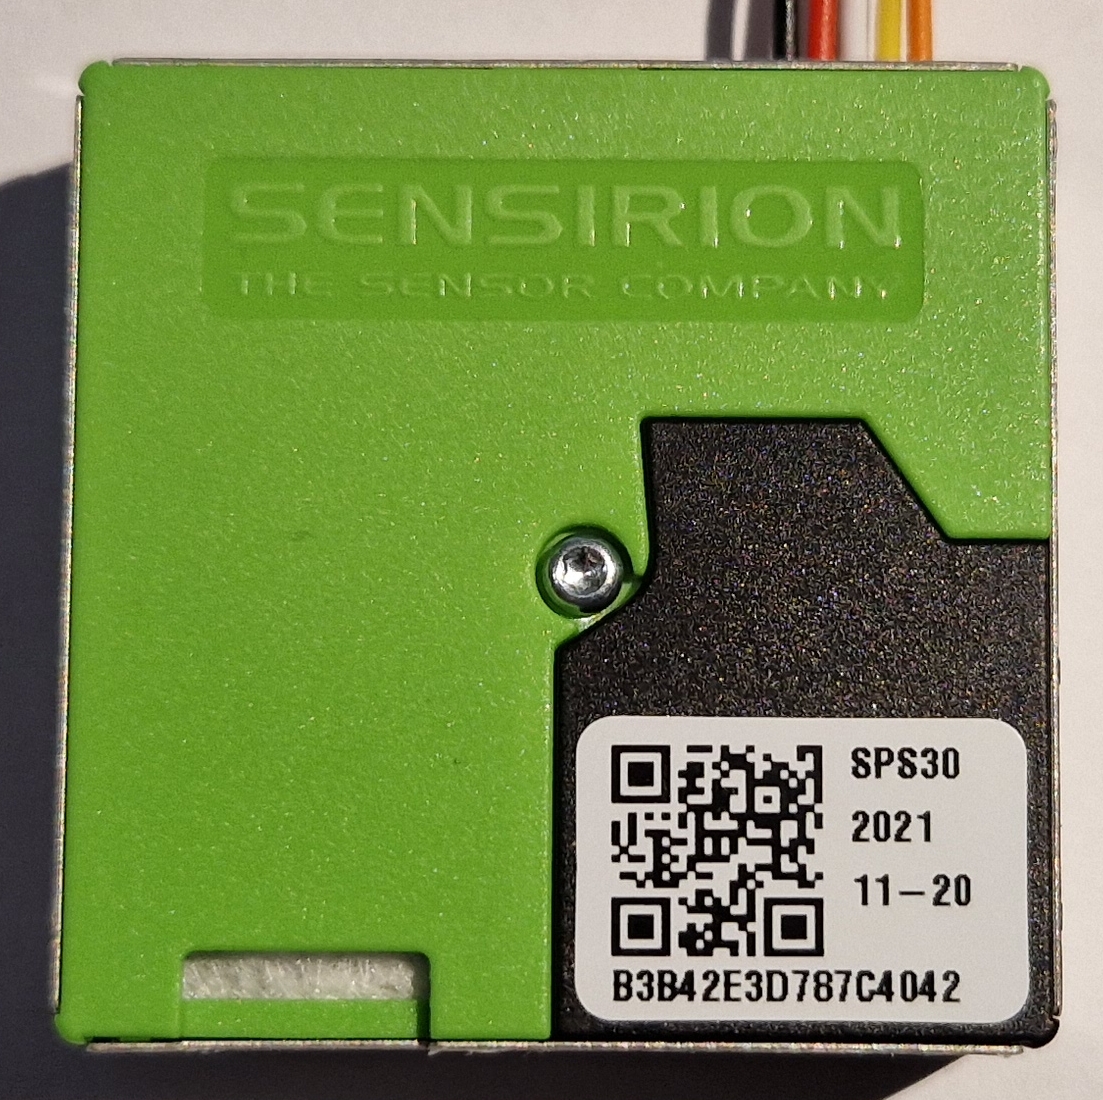 SENSIRION
THE SENSOR COMPANY
SPS30
2021
11-20
B3B42E3D787C4042